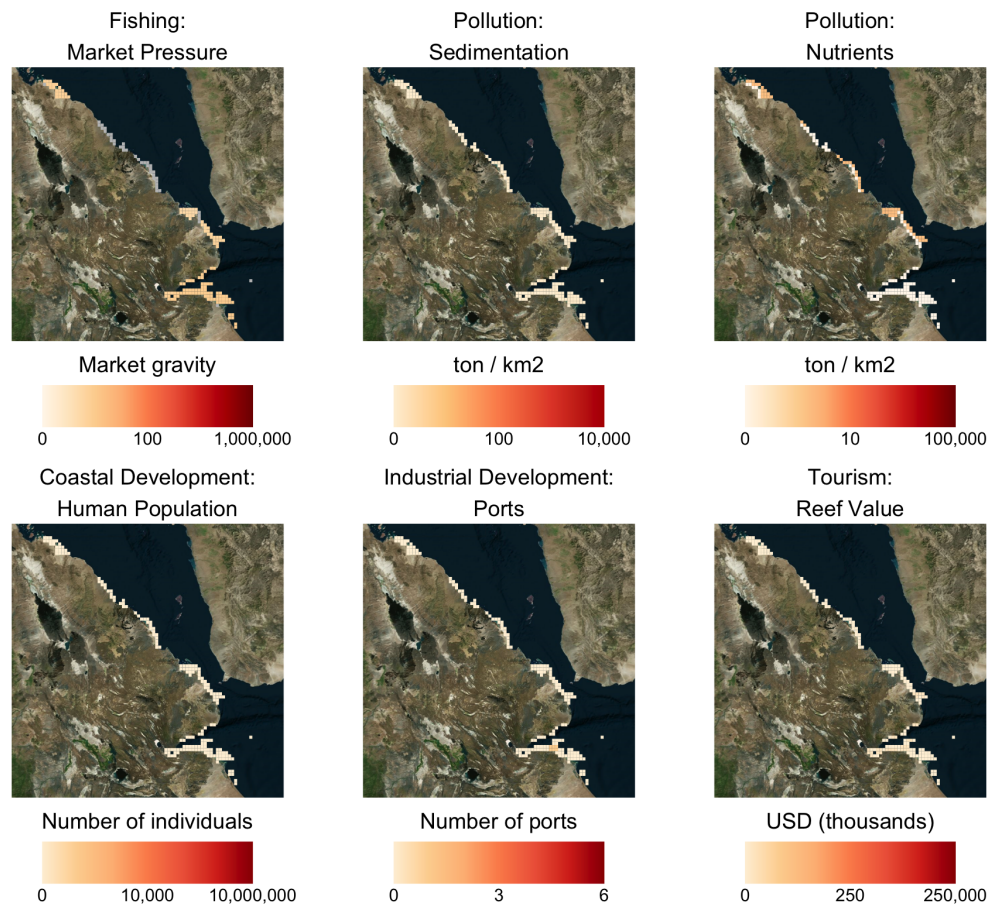 Fishing:
Market Pressure
Pollution:
Sedimentation
Pollution:
Nutrients
Market gravity
0 100 1,000,000
ton / km2
0 100 10,000
ton / km2
0 10 100,000
Coastal Development:
Human Population
Industrial Development:
Ports
Tourism:
Reef Value
Number of individuals
0 10,000 10,000,000
Number of ports
0 3 6
USD (thousands)
0 250 250,000